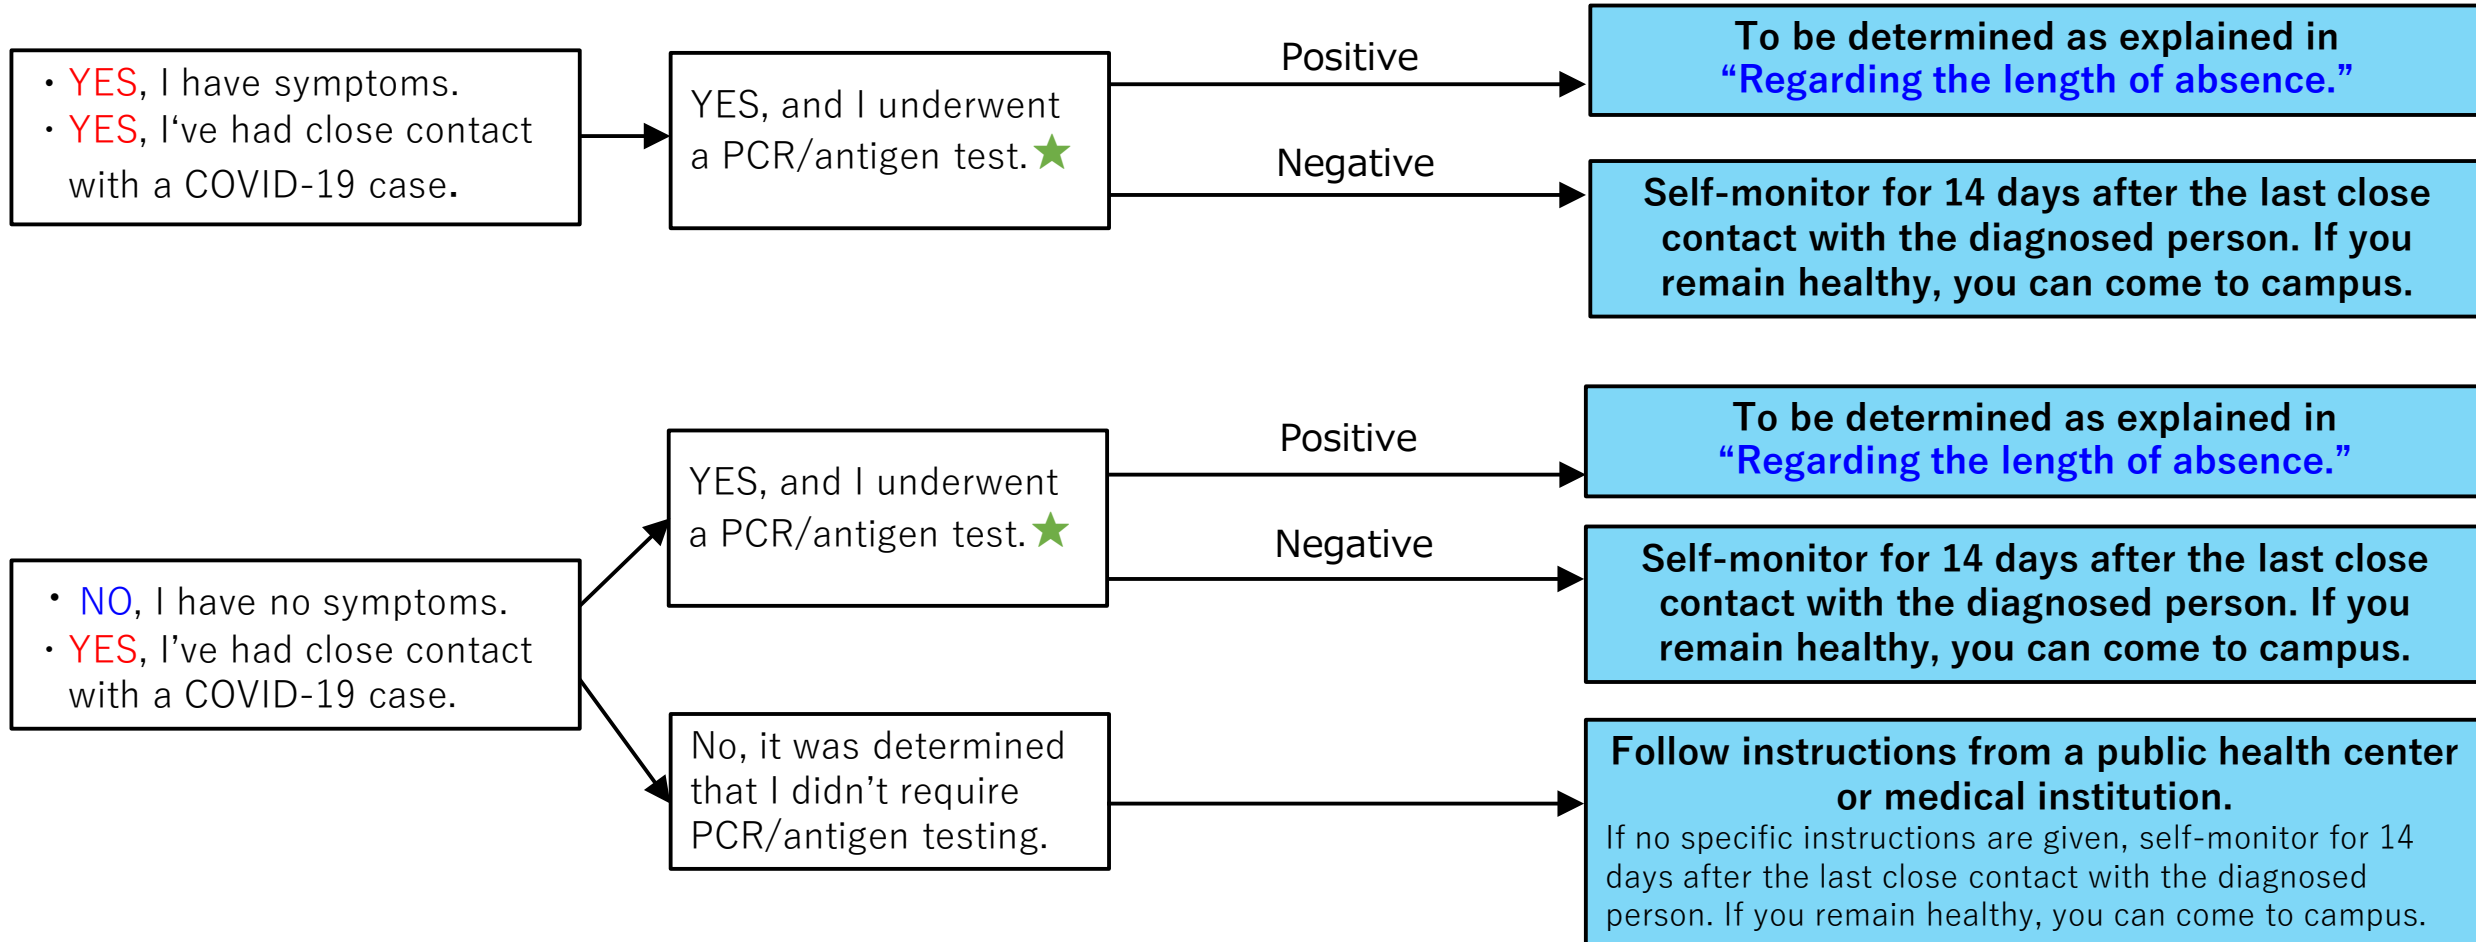 ・YES, I have symptoms.
・YES, I‘ve had close contact
with a COVID-19 case.
YES, and I underwent
a PCR/antigen test.★
Positive
To be determined as explained in
“Regarding the length of absence.”
Negative
Self-monitor for 14 days after the last close
contact with the diagnosed person. If you
remain healthy, you can come to campus.
・NO, I have no symptoms.
・YES, I’ve had close contact
with a COVID-19 case.
YES, and I underwent
a PCR/antigen test.★
Positive
To be determined as explained in
“Regarding the length of absence.”
Negative
Self-monitor for 14 days after the last close
contact with the diagnosed person. If you
remain healthy, you can come to campus.
No, it was determined
that I didn’t require
PCR/antigen testing.
Follow instructions from a public health center
or medical institution.
If no specific instructions are given, self-monitor for 14
days after the last close contact with the diagnosed
person. If you remain healthy, you can come to campus.